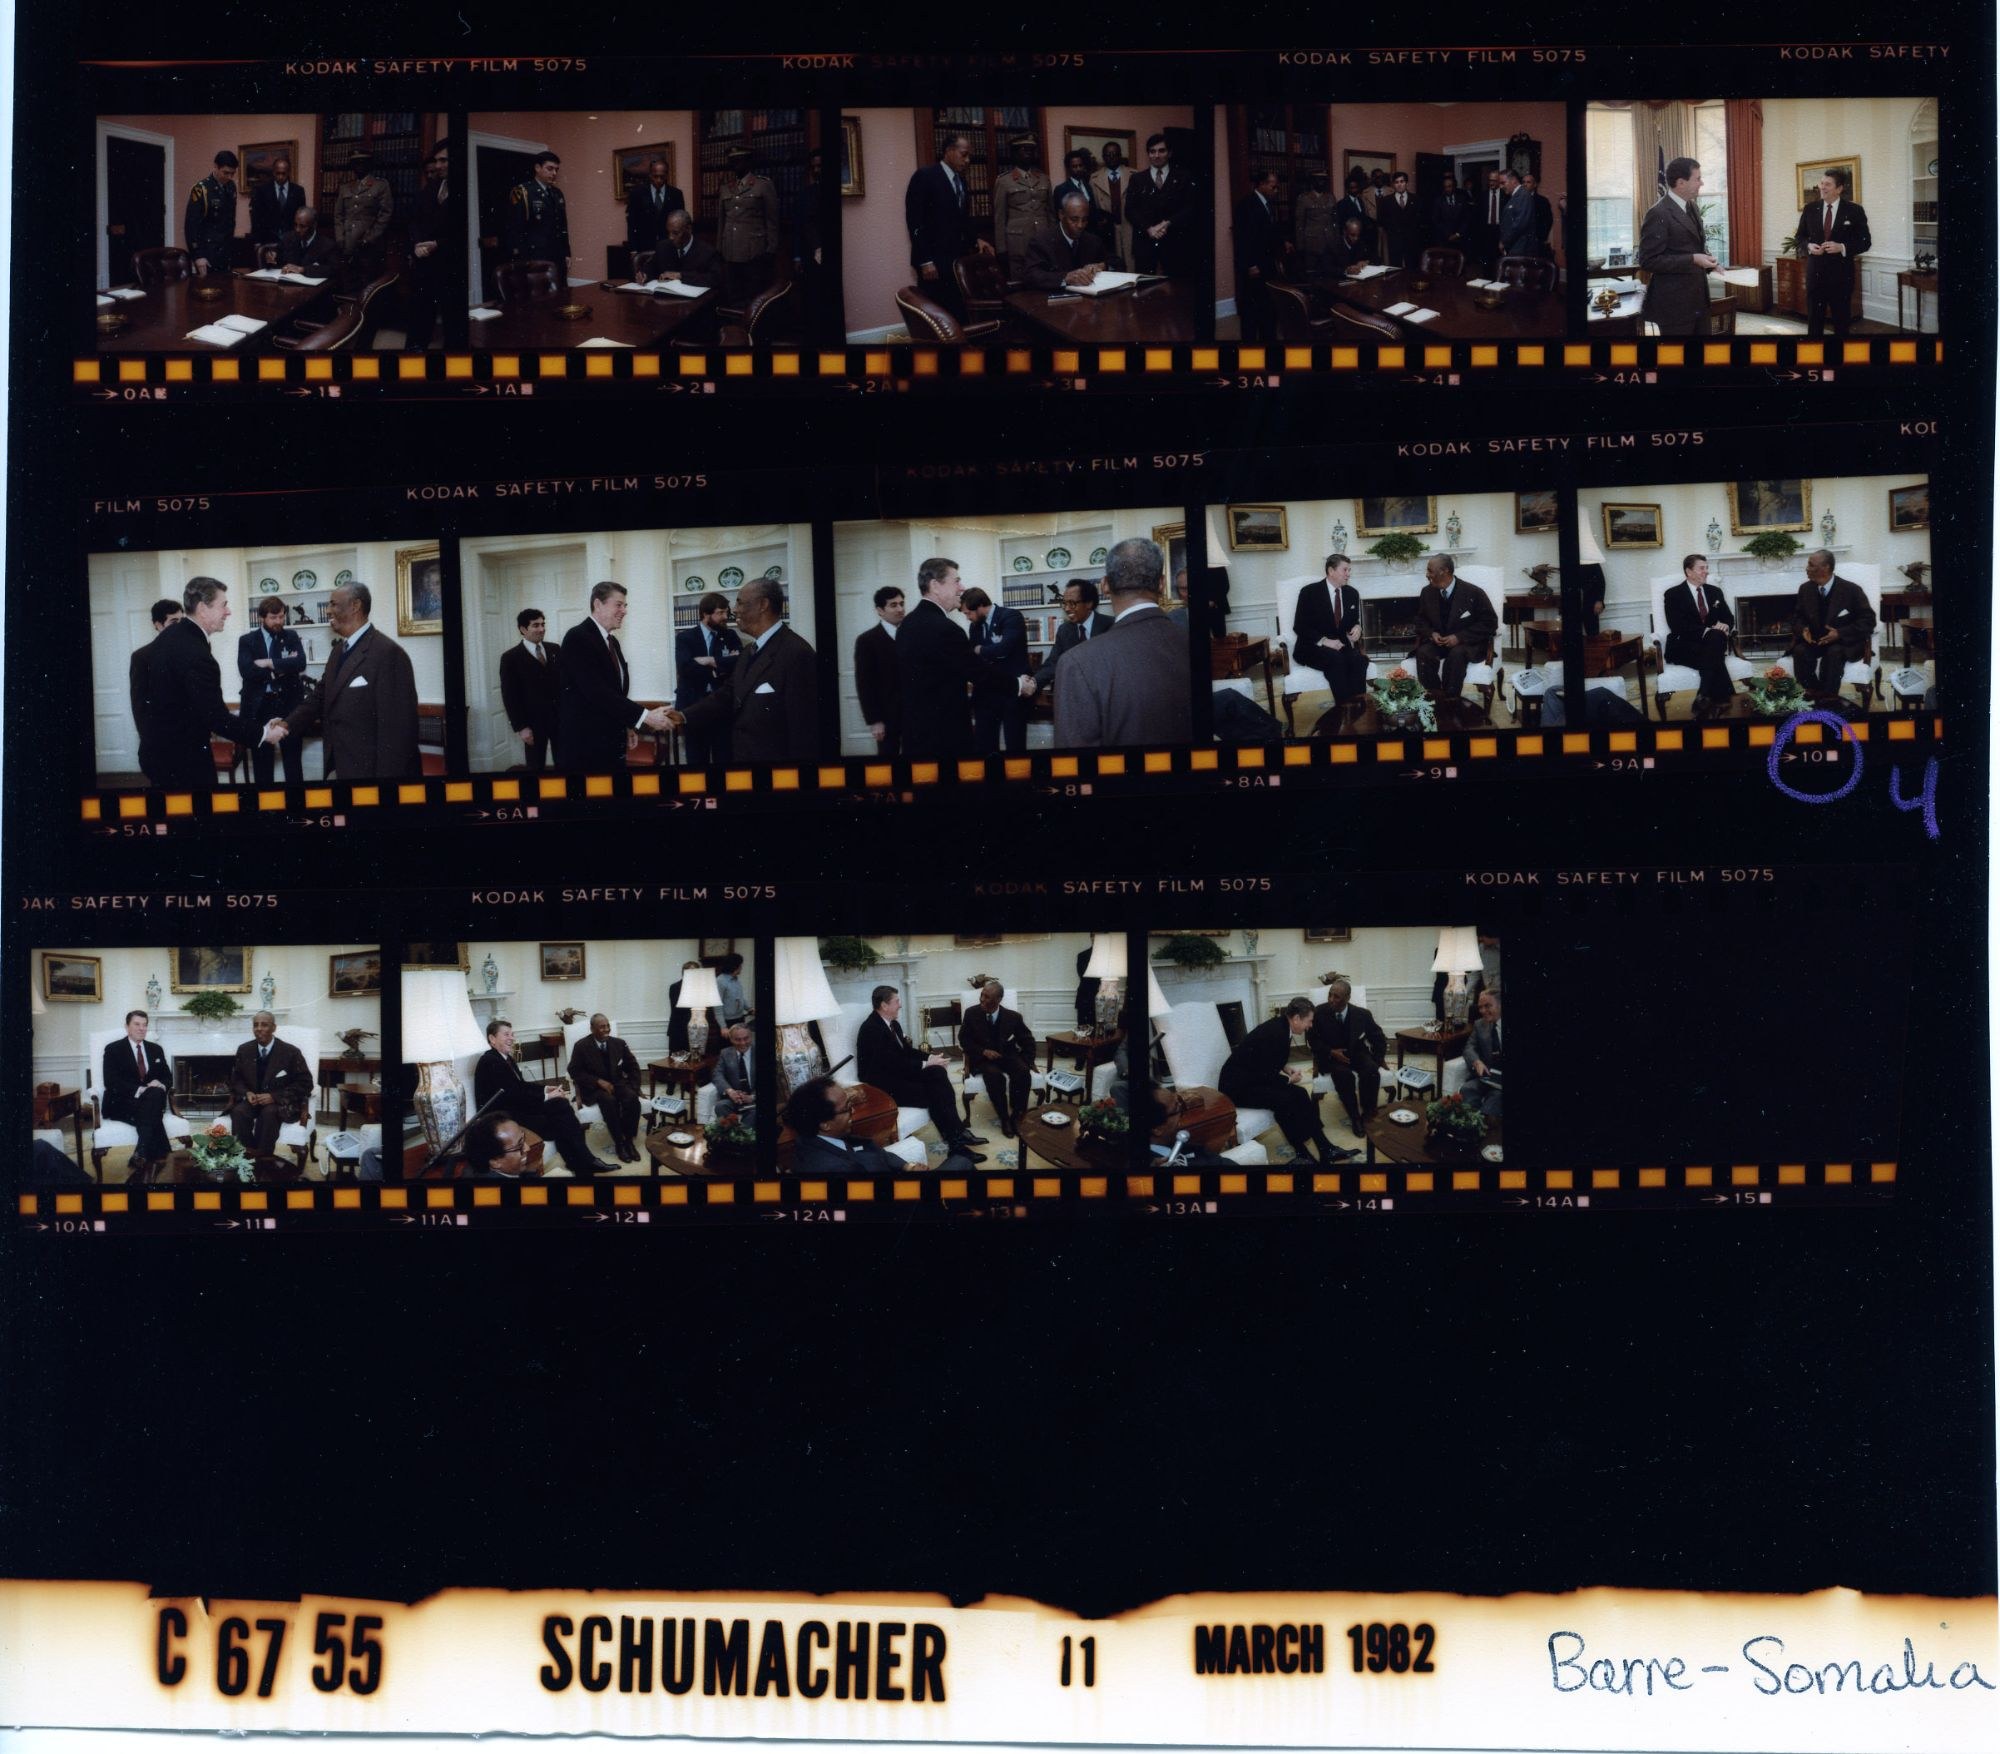 KODAK SAFETY FILM 5075 KODAK SAFETY FILM 5075 KODAK SAFETY FILM 5075 KODAK SAFETY
→0A →1 →1A →2 →2A →3 →3A →4 →4A →5
FILM 5075 KODAK SAFETY FILM 5075 KODAK SAFETY FILM 5075 KODAK SAFETY FILM 5075 KOD
→5A →6 →6A →7 →7A →8 →8A →9 →9A →10 4
DAK SAFETY FILM 5075 KODAK SAFETY FILM 5075 KODAK SAFETY FILM 5075 KODAK SAFETY FILM 5075
→10A →11 →11A →12 →12A →13 →13A →14 →14A →15
C 67 55 SCHUMACHER 11 MARCH 1982 Barre-Somalia